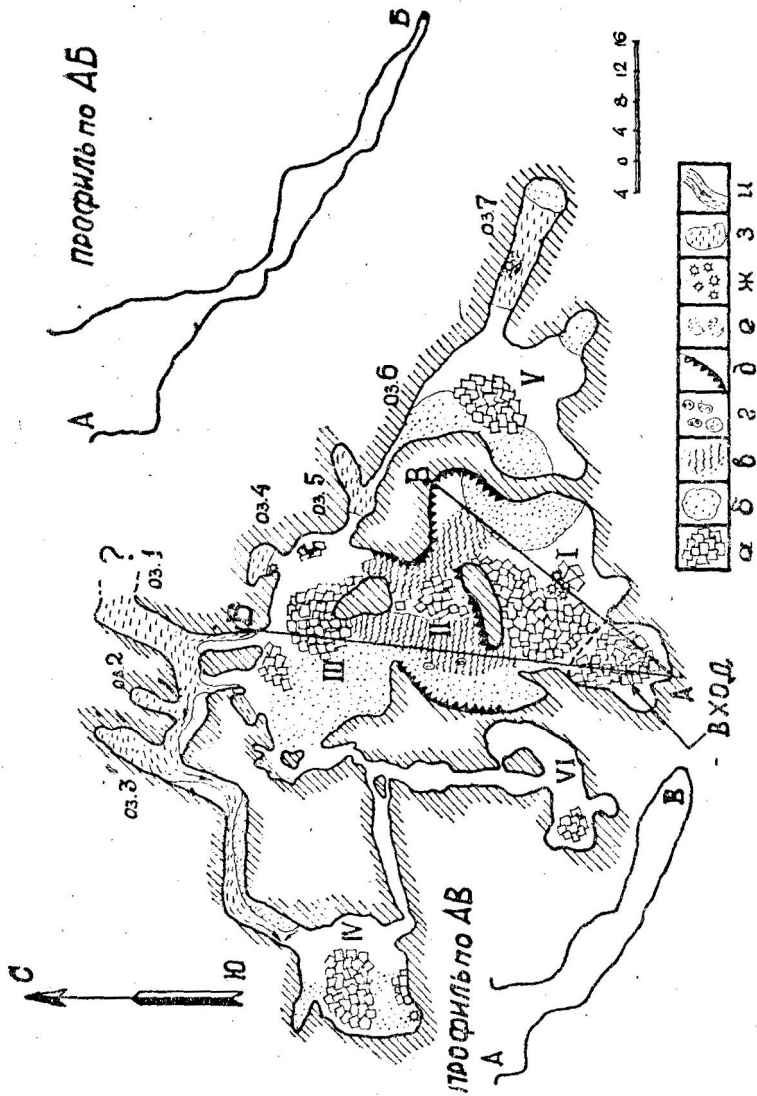 ПРОФИЛЬ ПО АБ
А
Б
С
Ю
оз.1
?
оз.2
оз.3
оз.4
оз.5
оз.6
оз.7
Б
В
I
II
III
IV
V
VI
А
ВХОД
ПРОФИЛЬ ПО АВ
А
В
4 0 4 8 12 16
а б в г д е ж з и